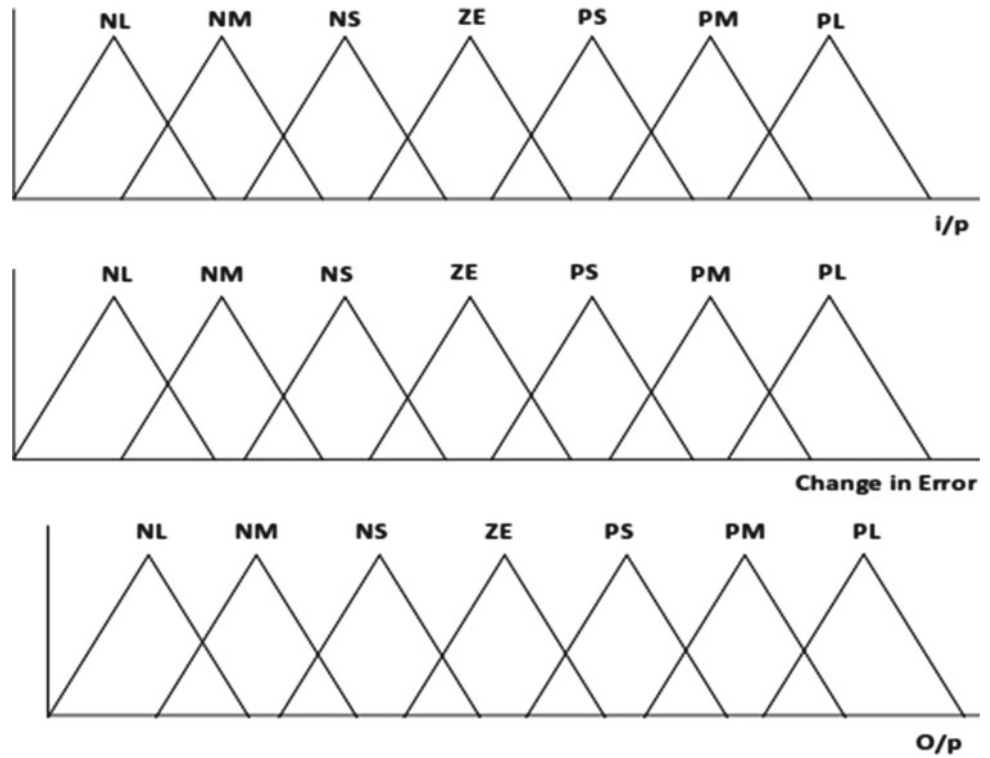 NL NM NS ZE PS PM PL
i/p
NL NM NS ZE PS PM PL
Change in Error
NL NM NS ZE PS PM PL
O/p